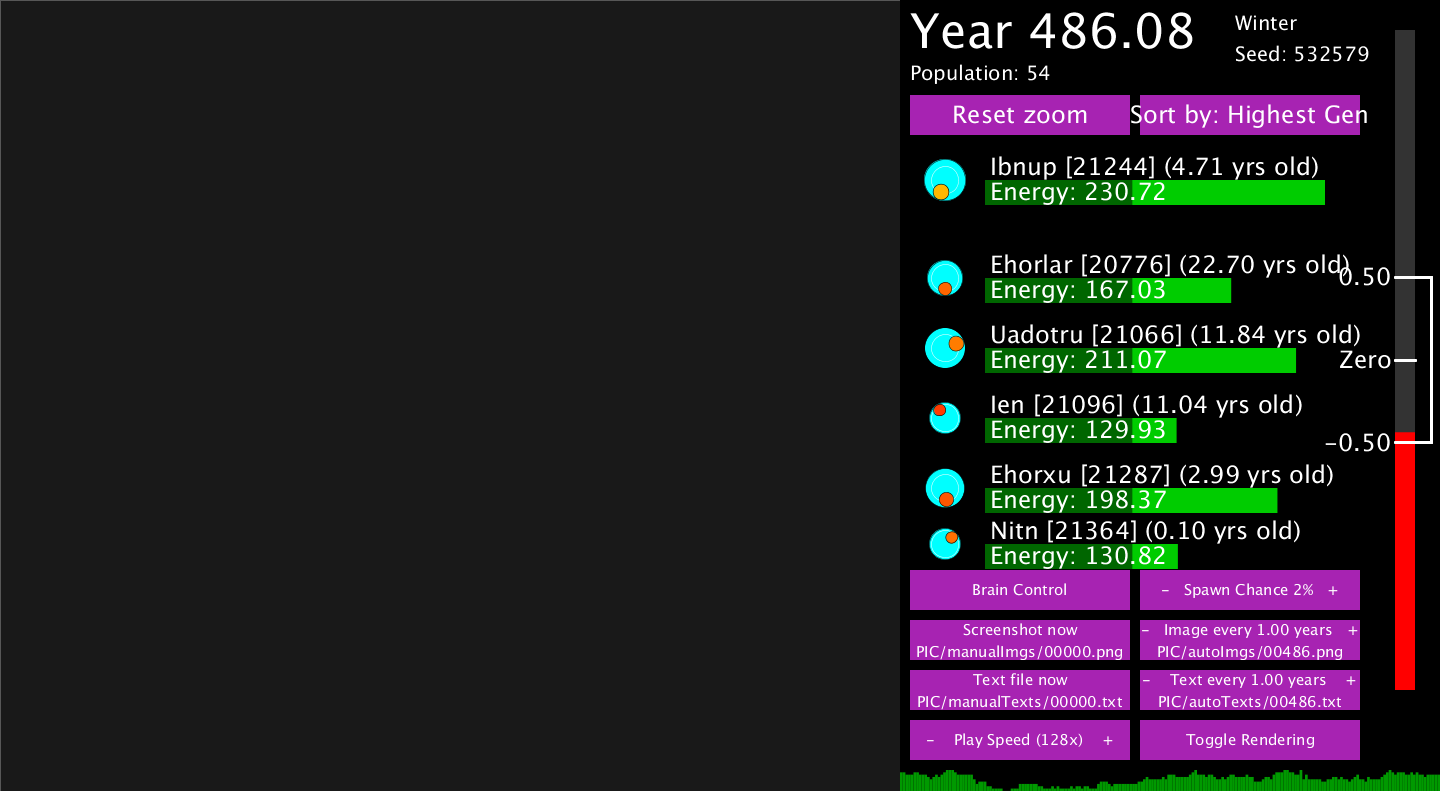 Year 486.08
Winter
Seed: 532579
Population: 54
Reset zoom
Sort by: Highest Gen
Ibnup [21244] (4.71 yrs old)
Energy: 230.72
Ehorlar [20776] (22.70 yrs old)
Energy: 167.03
0.50
Uadotru [21066] (11.84 yrs old)
Energy: 211.07
Zero
Ien [21096] (11.04 yrs old)
Energy: 129.93
-0.50
Ehorxu [21287] (2.99 yrs old)
Energy: 198.37
Nitn [21364] (0.10 yrs old)
Energy: 130.82
Brain Control
- Spawn Chance 2% +
Screenshot now
PIC/manualImgs/00000.png
- Image every 1.00 years +
PIC/autoImgs/00486.png
Text file now
PIC/manualTexts/00000.txt
- Text every 1.00 years +
PIC/autoTexts/00486.txt
- Play Speed (128x) +
Toggle Rendering